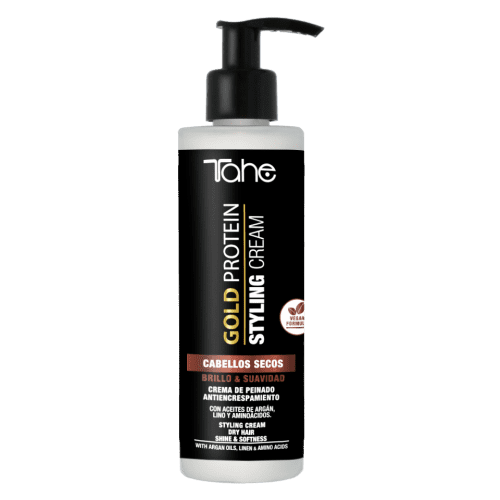 Tahe
GOLD PROTEIN
STYLING CREAM
VEGAN
FORMULA
CABELLOS SECOS
BRILLO & SUAVIDAD
CREMA DE PEINADO
ANTIENCRESPAMIENTO
CON ACEITES DE ARGÁN,
LINO Y AMINOÁCIDOS.
STYLING CREAM
DRY HAIR
SHINE & SOFTNESS
WITH ARGAN OILS, LINEN & AMINO ACIDS